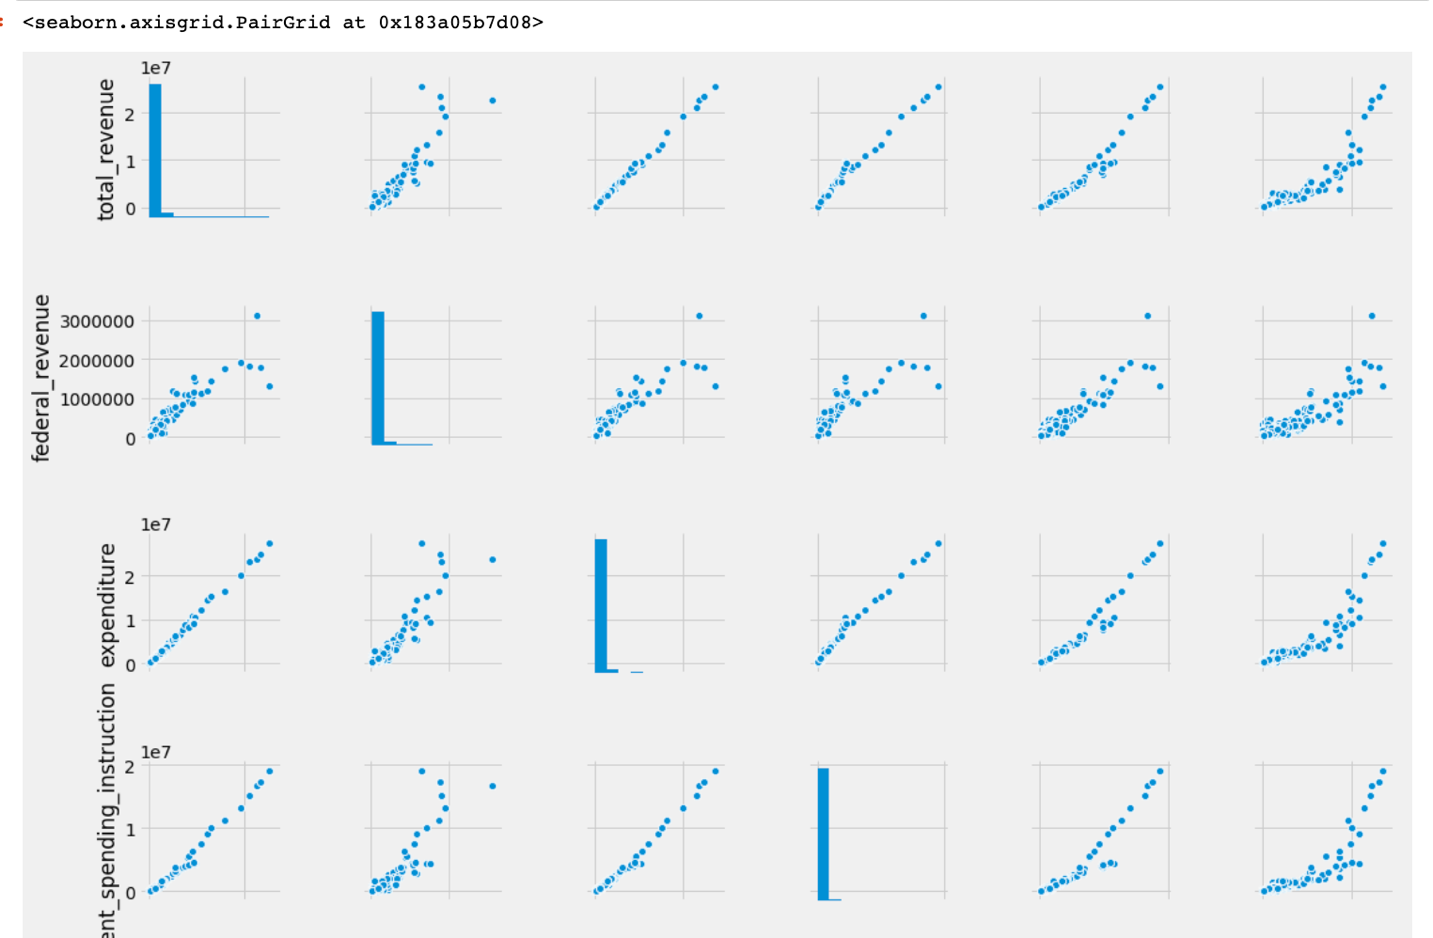 : <seaborn.axisgrid.PairGrid at 0x183a05b7d08>
1e7
total_revenue
2
1
0
federal_revenue
3000000
2000000
1000000
0
1e7
expenditure
2
1
0
1e7
ent_spending_instruction
2
1
0